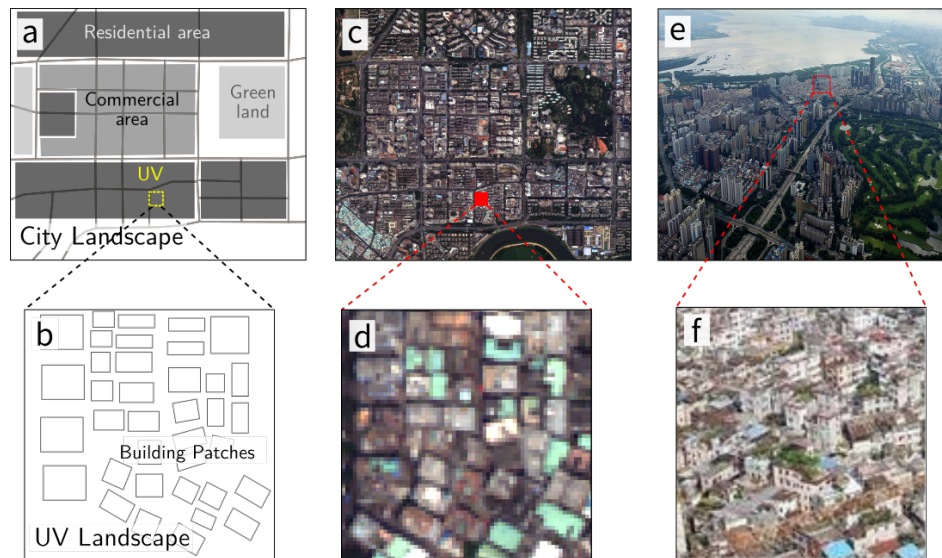 a
Residential area
Commercial
area
Green
land
UV
City Landscape
c
e
b
Building Patches
UV Landscape
d
f